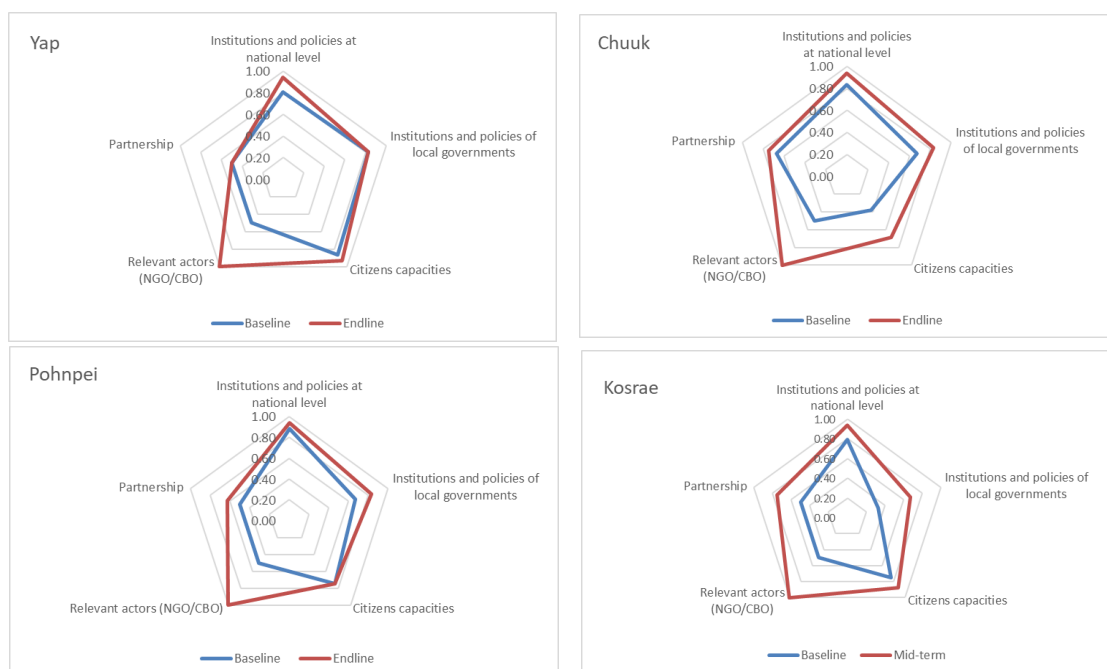 Yap
Institutions and policies at
national level
1.00
0.80
0.60
0.40
0.20
0.00
Institutions and policies of
local governments
Citizens capacities
Relevant actors
(NGO/CBO)
Partnership
Baseline
Endline
Chuuk
Institutions and policies
at national level
1.00
0.80
0.60
0.40
0.20
0.00
Institutions and policies
of local governments
Citizens capacities
Relevant actors
(NGO/CBO)
Partnership
Baseline
Endline
Pohnpei
Institutions and policies at
national level
1.00
0.80
0.60
0.40
0.20
0.00
Institutions and policies of
local governments
Citizens capacities
Relevant actors (NGO/CBO)
Partnership
Baseline
Endline
Kosrae
Institutions and policies at
national level
1.00
0.80
0.60
0.40
0.20
0.00
Institutions and policies of
local governments
Citizens capacities
Relevant actors
(NGO/CBO)
Partnership
Baseline
Mid-term